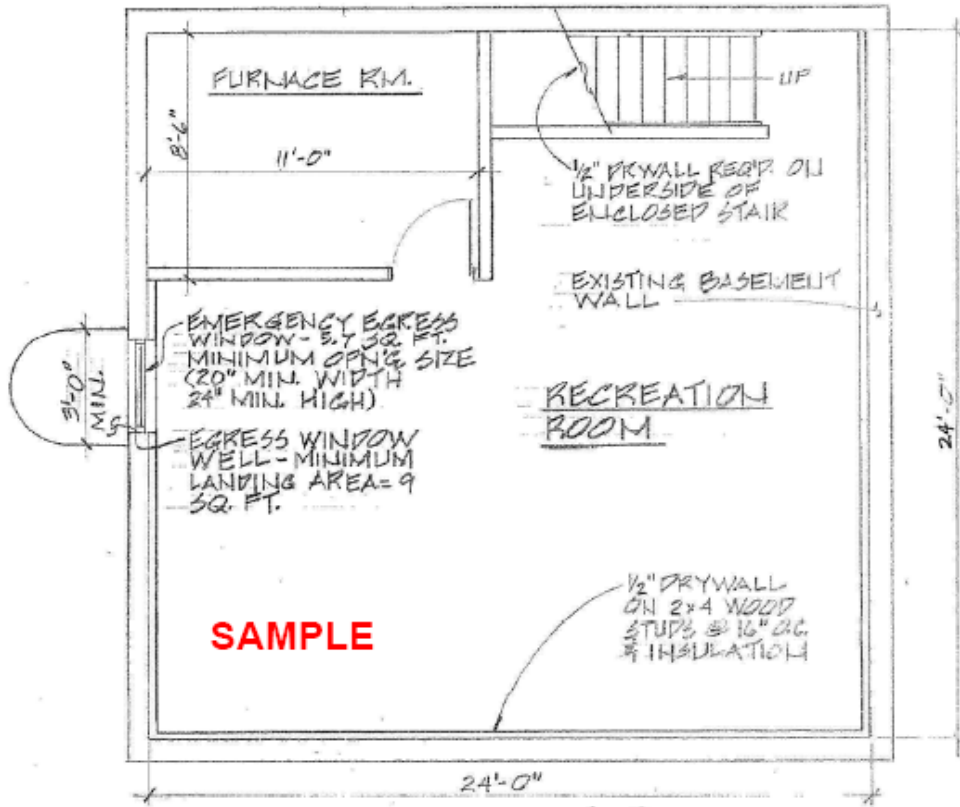 FURNACE RM.
UP
8'-6"
11'-0"
1/2" DRYWALL REQ'D. ON
UNDERSIDE OF
ENCLOSED STAIR
EXISTING BASEMENT
WALL
EMERGENCY EGRESS
WINDOW - 5.7 SQ. FT.
MINIMUM OPN'G SIZE
(20" MIN. WIDTH
24" MIN. HIGH)
3'-0"
MIN.
RECREATION
ROOM
24'-0"
EGRESS WINDOW
WELL - MINIMUM
LANDING AREA = 9
SQ. FT.
1/2" DRYWALL
ON 2x4 WOOD
STUDS @ 16" O.C.
& INSULATION
SAMPLE
24'-0"